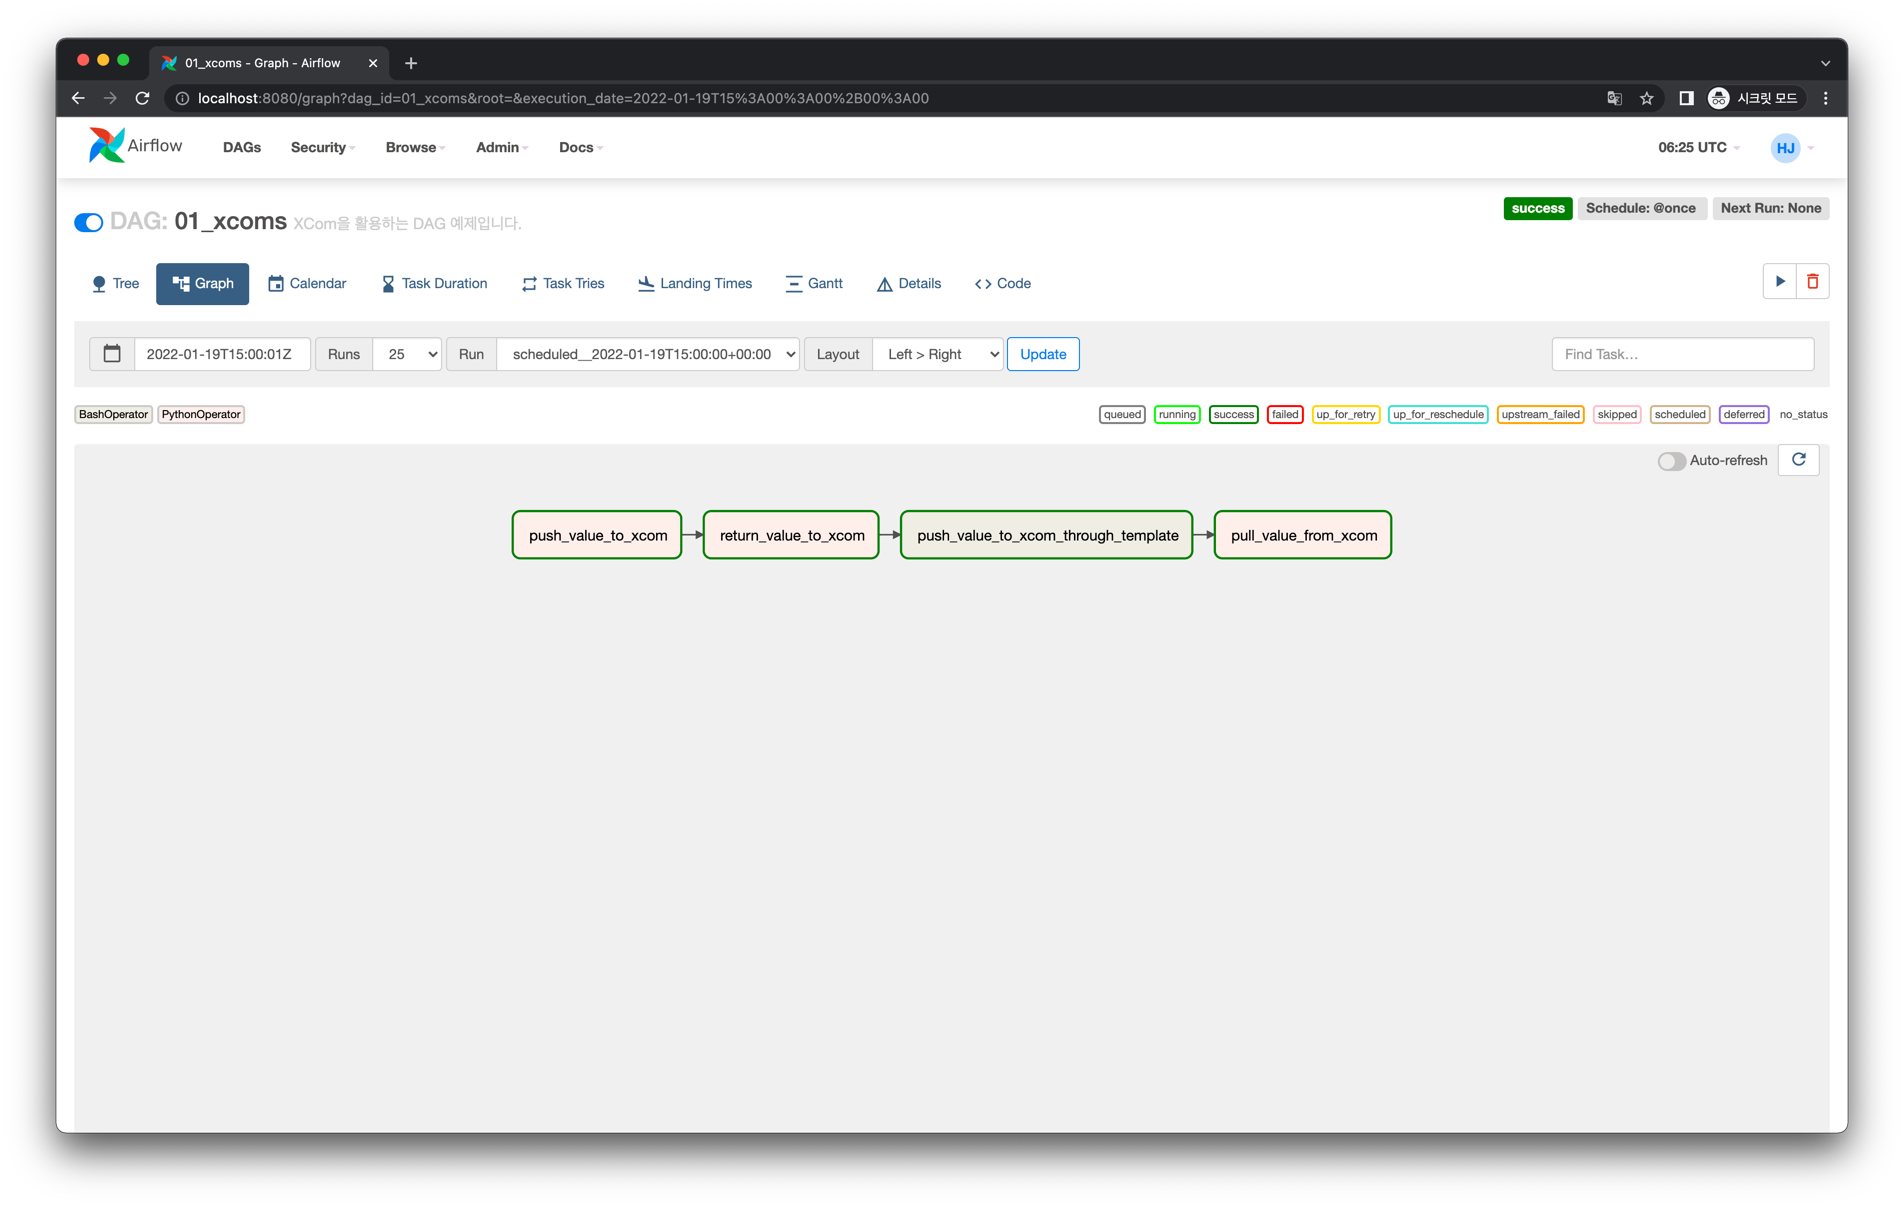 01_xcoms - Graph - Airflow
localhost:8080/graph?dag_id=01_xcoms&root=&execution_date=2022-01-19T15%3A00%3A00%2B00%3A00
시크릿 모드
Airflow DAGs Security Browse Admin Docs 06:25 UTC HJ
DAG: 01_xcoms XCom을 활용하는 DAG 예제입니다.
success Schedule: @once Next Run: None
Tree Graph Calendar Task Duration Task Tries Landing Times Gantt Details Code
2022-01-19T15:00:01Z Runs 25 Run scheduled__2022-01-19T15:00:00+00:00 Layout Left > Right Update Find Task...
BashOperator PythonOperator queued running success failed up_for_retry up_for_reschedule upstream_failed skipped scheduled deferred no_status
Auto-refresh
push_value_to_xcom return_value_to_xcom push_value_to_xcom_through_template pull_value_from_xcom